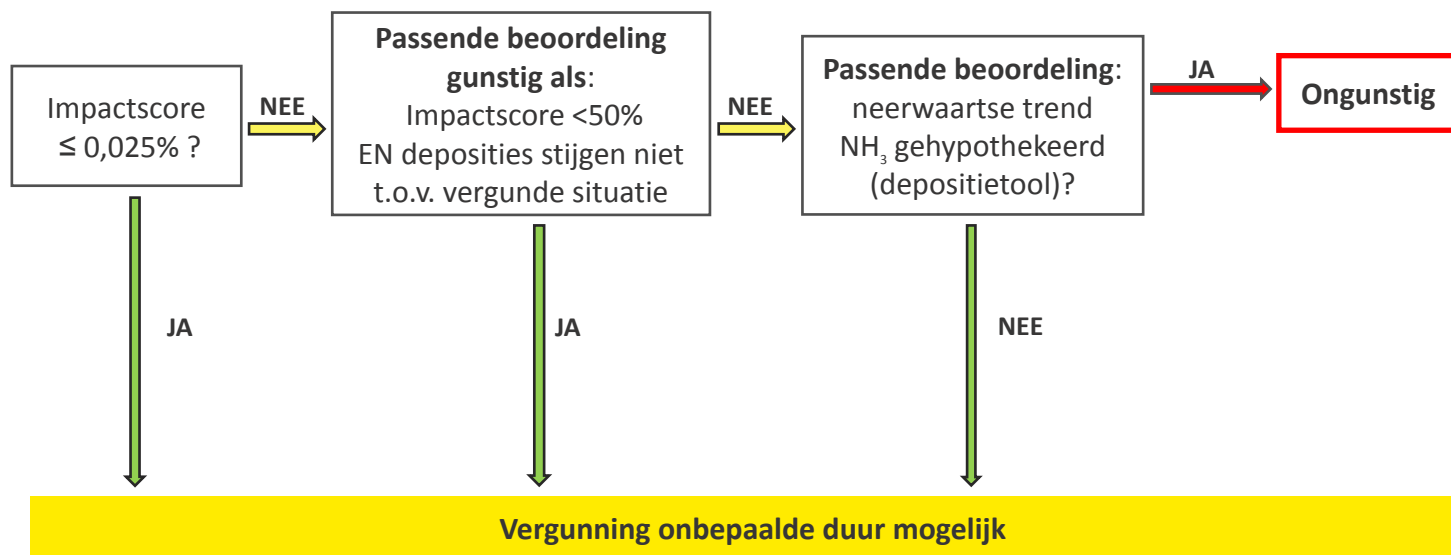 Impactscore
≤ 0,025% ?
NEE
Passende beoordeling
gunstig als:
Impactscore <50%
EN deposities stijgen niet
t.o.v. vergunde situatie
NEE
Passende beoordeling:
neerwaartse trend
NH₃ gehypothekeerd
(depositietool)?
JA
Ongunstig
JA
JA
NEE
Vergunning onbepaalde duur mogelijk